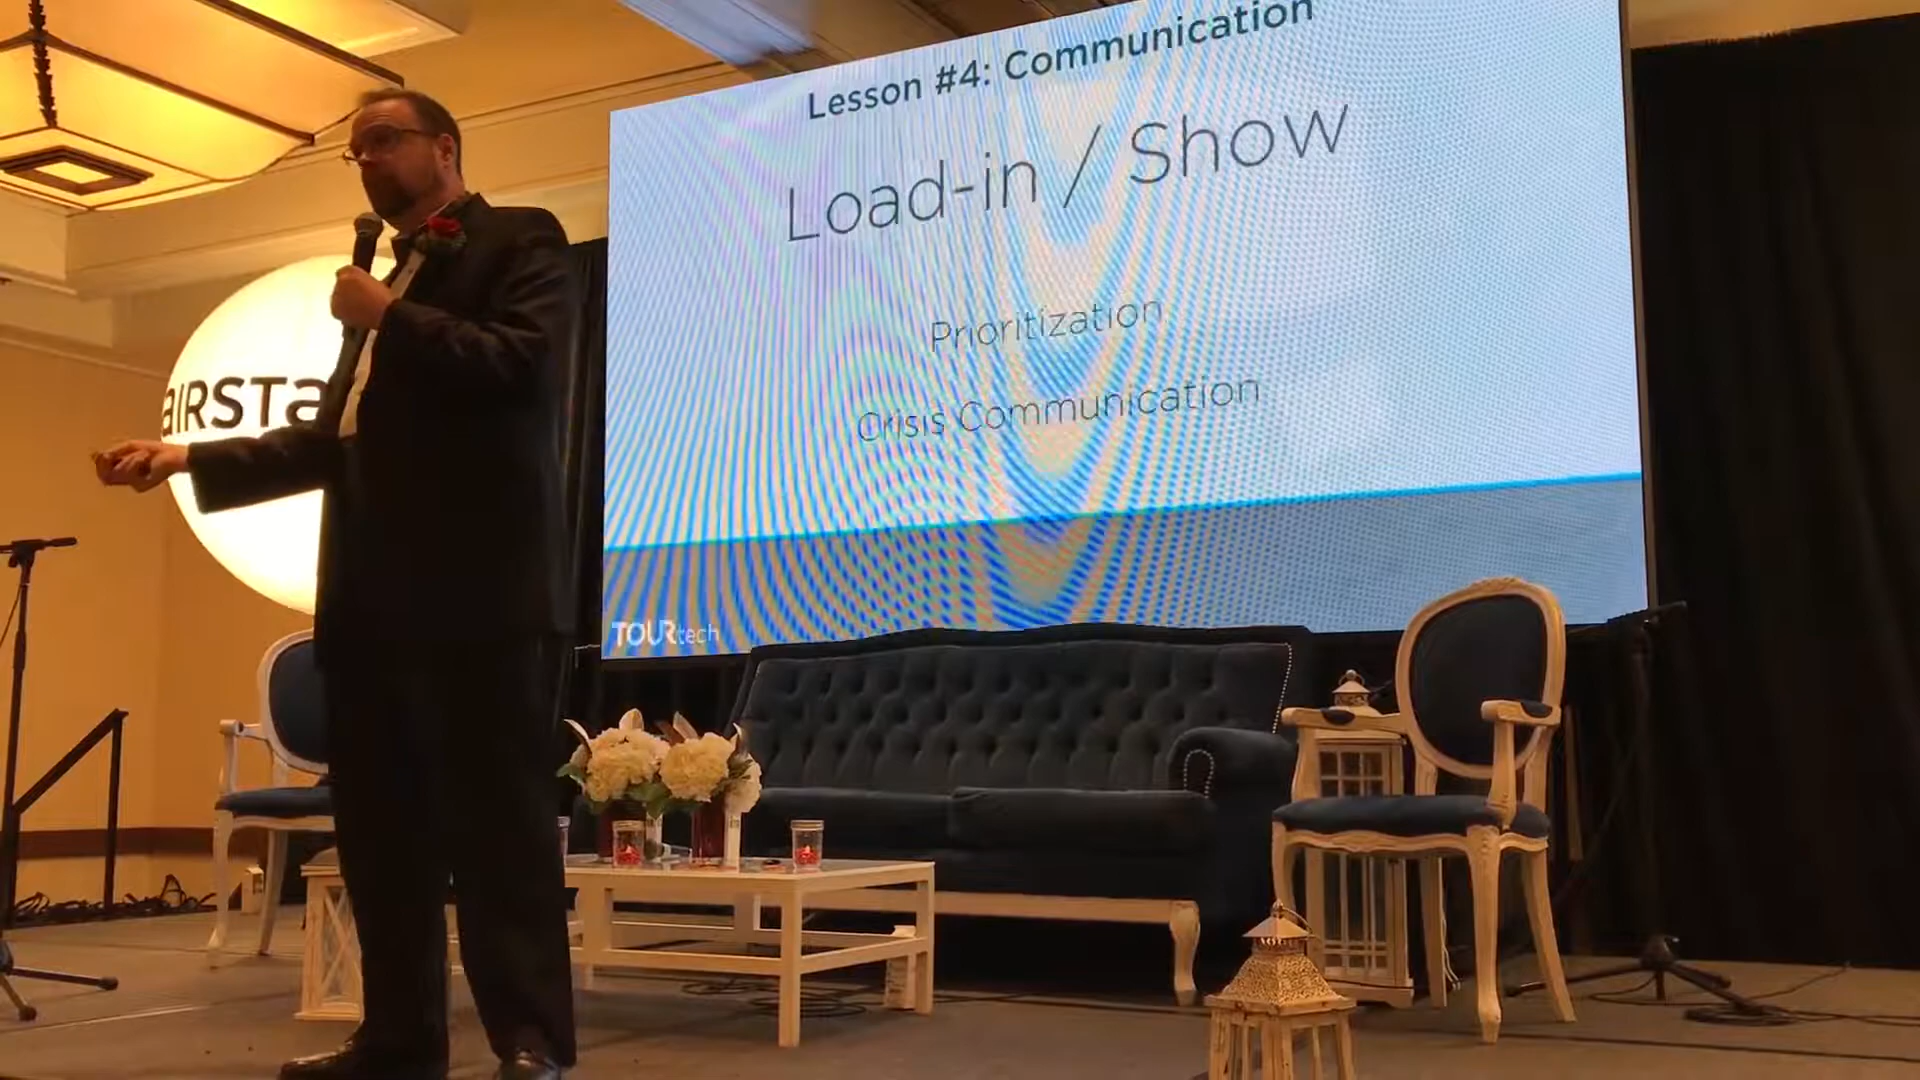 Lesson #4: Communication
Load-in / Show
Prioritization
Crisis Communication
TOURtech
aIRSTa